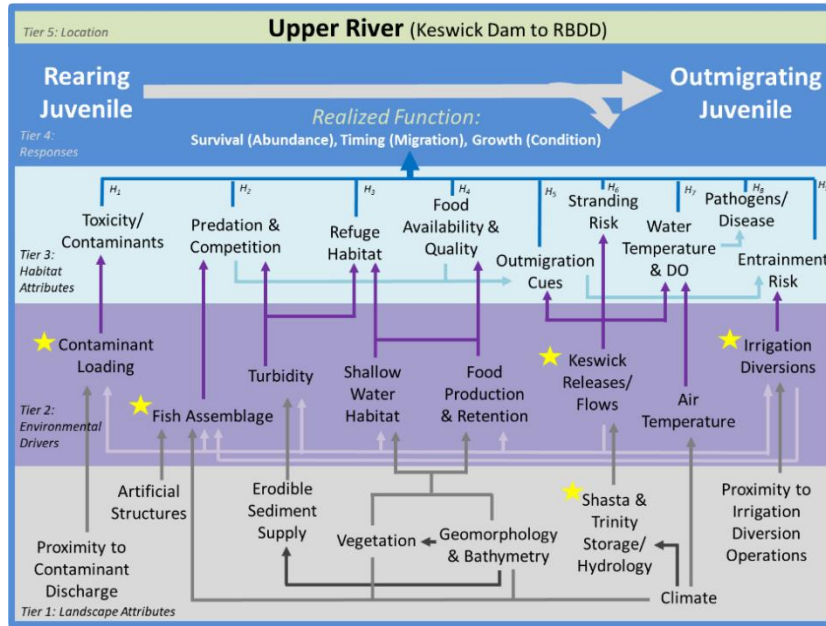 Tier 5: Location
Upper River (Keswick Dam to RBDD)
Rearing
Juvenile
Outmigrating
Juvenile
Realized Function:
Survival (Abundance), Timing (Migration), Growth (Condition)
Tier 4:
Responses
H1
H2
H3
H4
H5
H6
H7
H8
Toxicity/
Contaminants
Predation &
Competition
Refuge
Habitat
Food
Availability &
Quality
Outmigration
Cues
Stranding
Risk
Water
Temperature
& DO
Pathogens/
Disease
Entrainment
Risk
Tier 3:
Habitat
Attributes
Contaminant
Loading
Fish Assemblage
Turbidity
Shallow
Water
Habitat
Food
Production
& Retention
Keswick
Releases/
Flows
Air
Temperature
Irrigation
Diversions
Tier 2:
Environmental
Drivers
Artificial
Structures
Proximity to
Contaminant
Discharge
Erodible
Sediment
Supply
Vegetation
Geomorphology
& Bathymetry
Shasta &
Trinity
Storage/
Hydrology
Climate
Proximity to
Irrigation
Diversion
Operations
Tier 1: Landscape Attributes